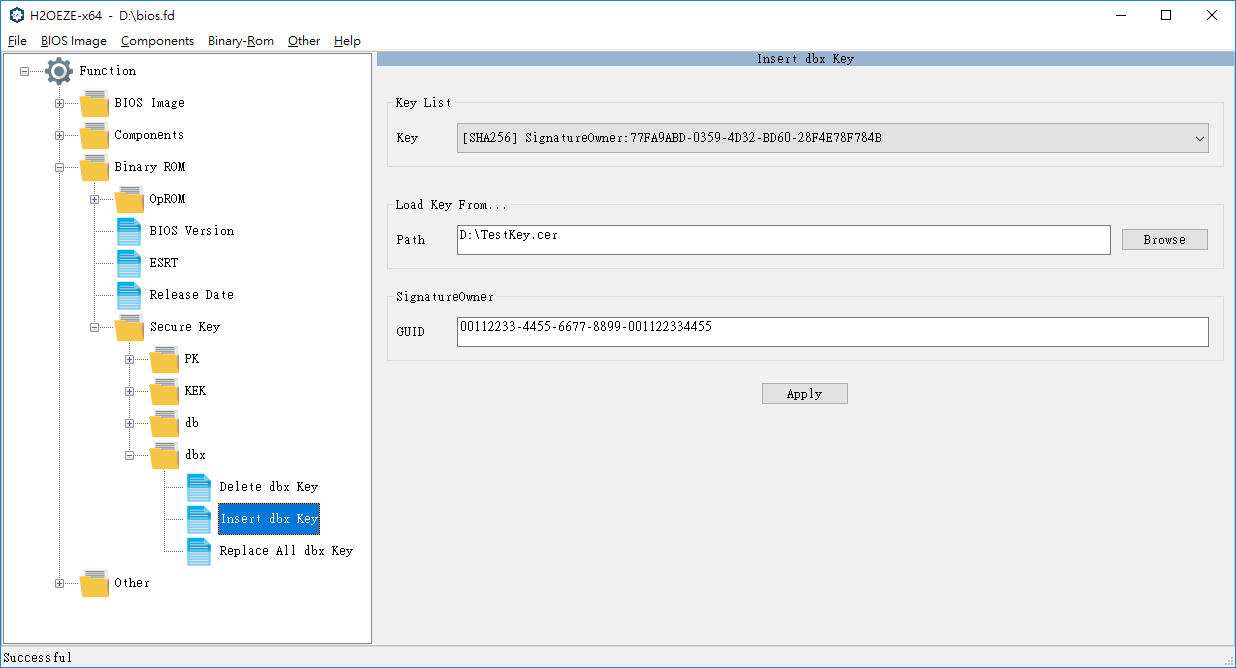 H2OEZE-x64 - D:\bios.fd
File BIOS Image Components Binary-Rom Other Help
Function
BIOS Image
Components
Binary ROM
OpROM
BIOS Version
ESRT
Release Date
Secure Key
PK
KEK
db
dbx
Delete dbx Key
Insert dbx Key
Replace All dbx Key
Other
Insert dbx Key
Key List
Key [SHA256] SignatureOwner:77FA9ABD-0359-4D32-BD60-28F4E78F784B
Load Key From...
Path D:\TestKey.cer Browse
SignatureOwner
GUID 00112233-4455-6677-8899-001122334455
Apply
Successful